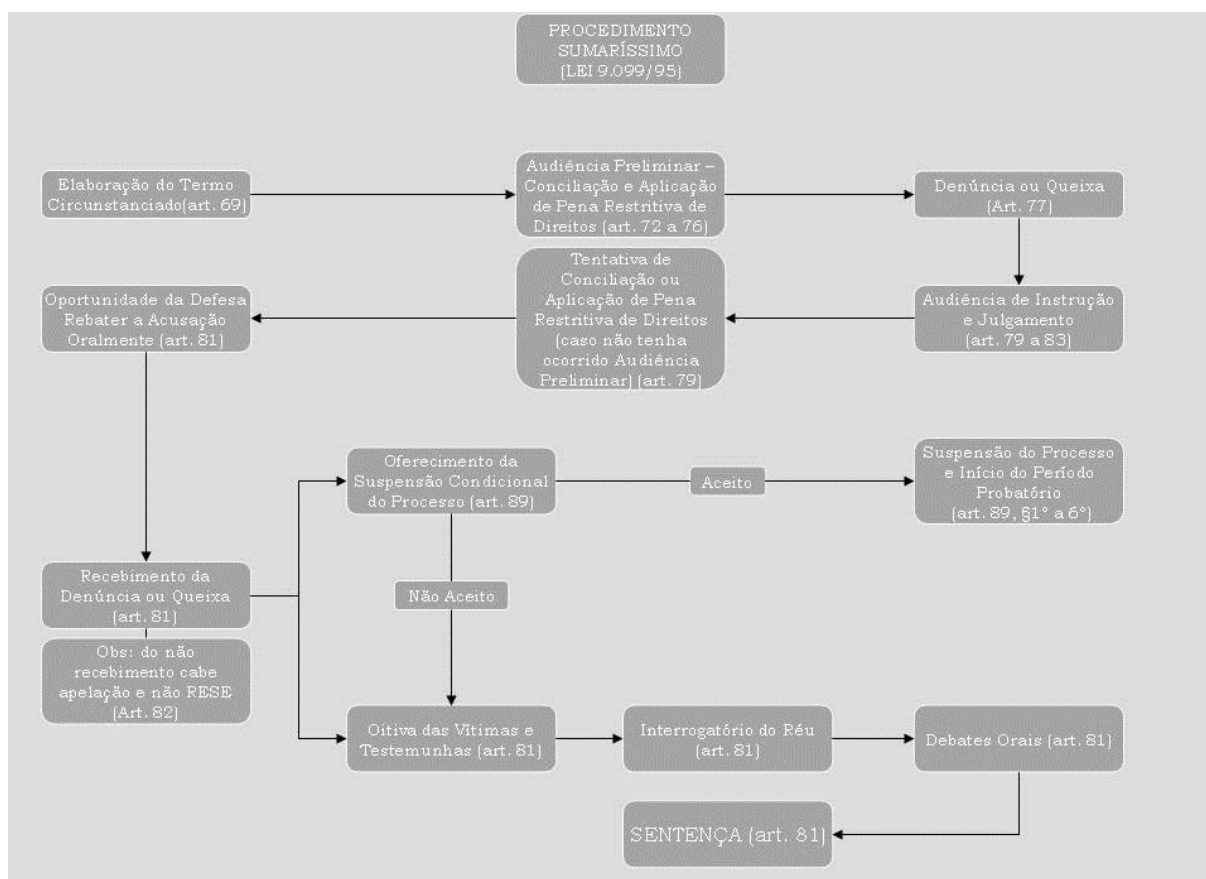 PROCEDIMENTO
SUMARÍSSIMO
(LEI 9.099/95)
Elaboração do Termo
Circunstanciado(art. 69)
Audiência Preliminar –
Conciliação e Aplicação
de Pena Restritiva de
Direitos (art. 72 a 76)
Denúncia ou Queixa
(Art. 77)
Audiência de Instrução
e Julgamento
(art. 79 a 83)
Tentativa de
Conciliação ou
Aplicação de Pena
Restritiva de Direitos
(caso não tenha
ocorrido Audiência
Preliminar) (art. 79)
Oportunidade da Defesa
Rebater a Acusação
Oralmente (art. 81)
Recebimento da
Denúncia ou Queixa
(art. 81)
Obs: do não
recebimento cabe
apelação e não RESE
(Art. 82)
Oferecimento da
Suspensão Condicional
do Processo (art. 89)
Aceito
Suspensão do Processo
e Início do Período
Probatório
(art. 89, §1° a 6°)
Não Aceito
Oitiva das Vítimas e
Testemunhas (art. 81)
Interrogatório do Réu
(art. 81)
Debates Orais (art. 81)
SENTENÇA (art. 81)